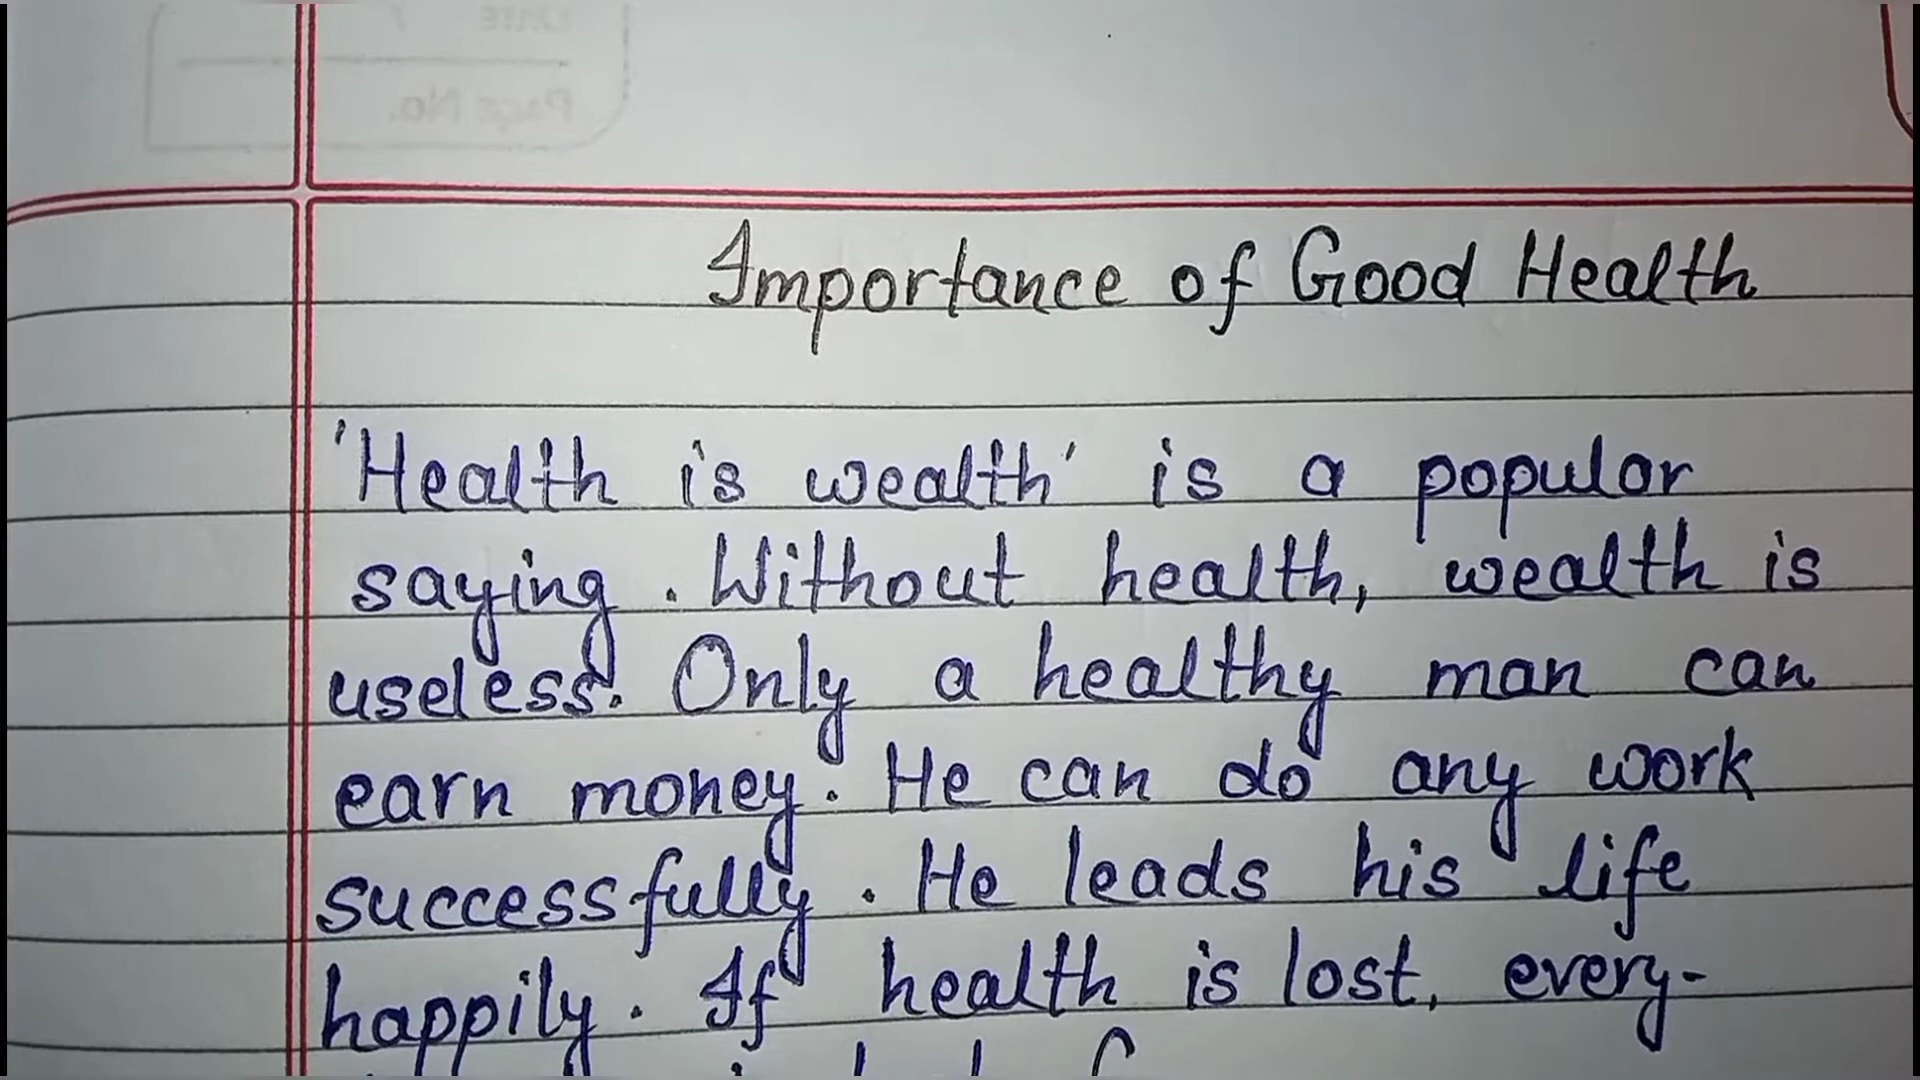 Importance of Good Health
'Health is wealth' is a popular
saying. Without health, wealth is
useless. Only a healthy man can
earn money. He can do any work
successfully. He leads his life
happily. If health is lost, every-